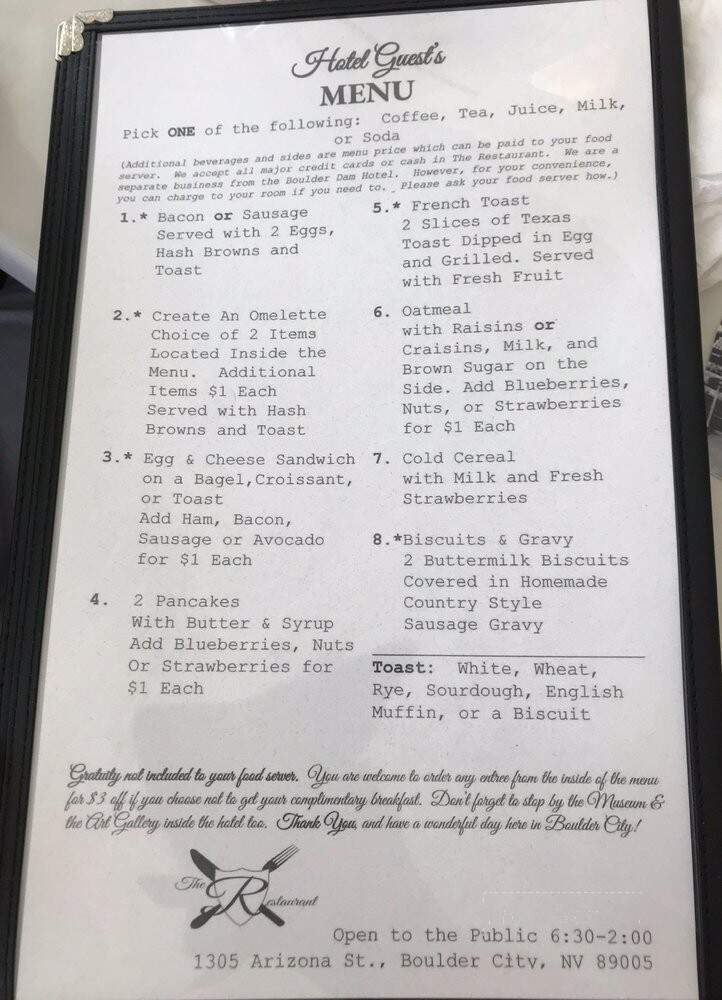 Hotel Guest's
MENU
Pick ONE of the following: Coffee, Tea, Juice, Milk,
or Soda
(Additional beverages and sides are menu price which can be paid to your food
server. We accept all major credit cards or cash in The Restaurant. We are a
separate business from the Boulder Dam Hotel. However, for your convenience,
you can charge to your room if you need to. Please ask your food server how.)
1.* Bacon or Sausage
Served with 2 Eggs,
Hash Browns and
Toast
2.* Create An Omelette
Choice of 2 Items
Located Inside the
Menu. Additional
Items $1 Each
Served with Hash
Browns and Toast
3.* Egg & Cheese Sandwich
on a Bagel,Croissant,
or Toast
Add Ham, Bacon,
Sausage or Avocado
for $1 Each
4. 2 Pancakes
With Butter & Syrup
Add Blueberries, Nuts
Or Strawberries for
$1 Each
5.* French Toast
2 Slices of Texas
Toast Dipped in Egg
and Grilled. Served
with Fresh Fruit
6. Oatmeal
with Raisins or
Craisins, Milk, and
Brown Sugar on the
Side. Add Blueberries,
Nuts, or Strawberries
for $1 Each
7. Cold Cereal
with Milk and Fresh
Strawberries
8.*Biscuits & Gravy
2 Buttermilk Biscuits
Covered in Homemade
Country Style
Sausage Gravy
Toast: White, Wheat,
Rye, Sourdough, English
Muffin, or a Biscuit
Gratuity not included to your food server. You are welcome to order any entree from the inside of the menu
for $3 off if you choose not to get your complimentary breakfast. Don't forget to stop by the Museum &
the Art Gallery inside the hotel too. Thank You, and have a wonderful day here in Boulder City!
The Restaurant
Open to the Public 6:30-2:00
1305 Arizona St., Boulder City, NV 89005